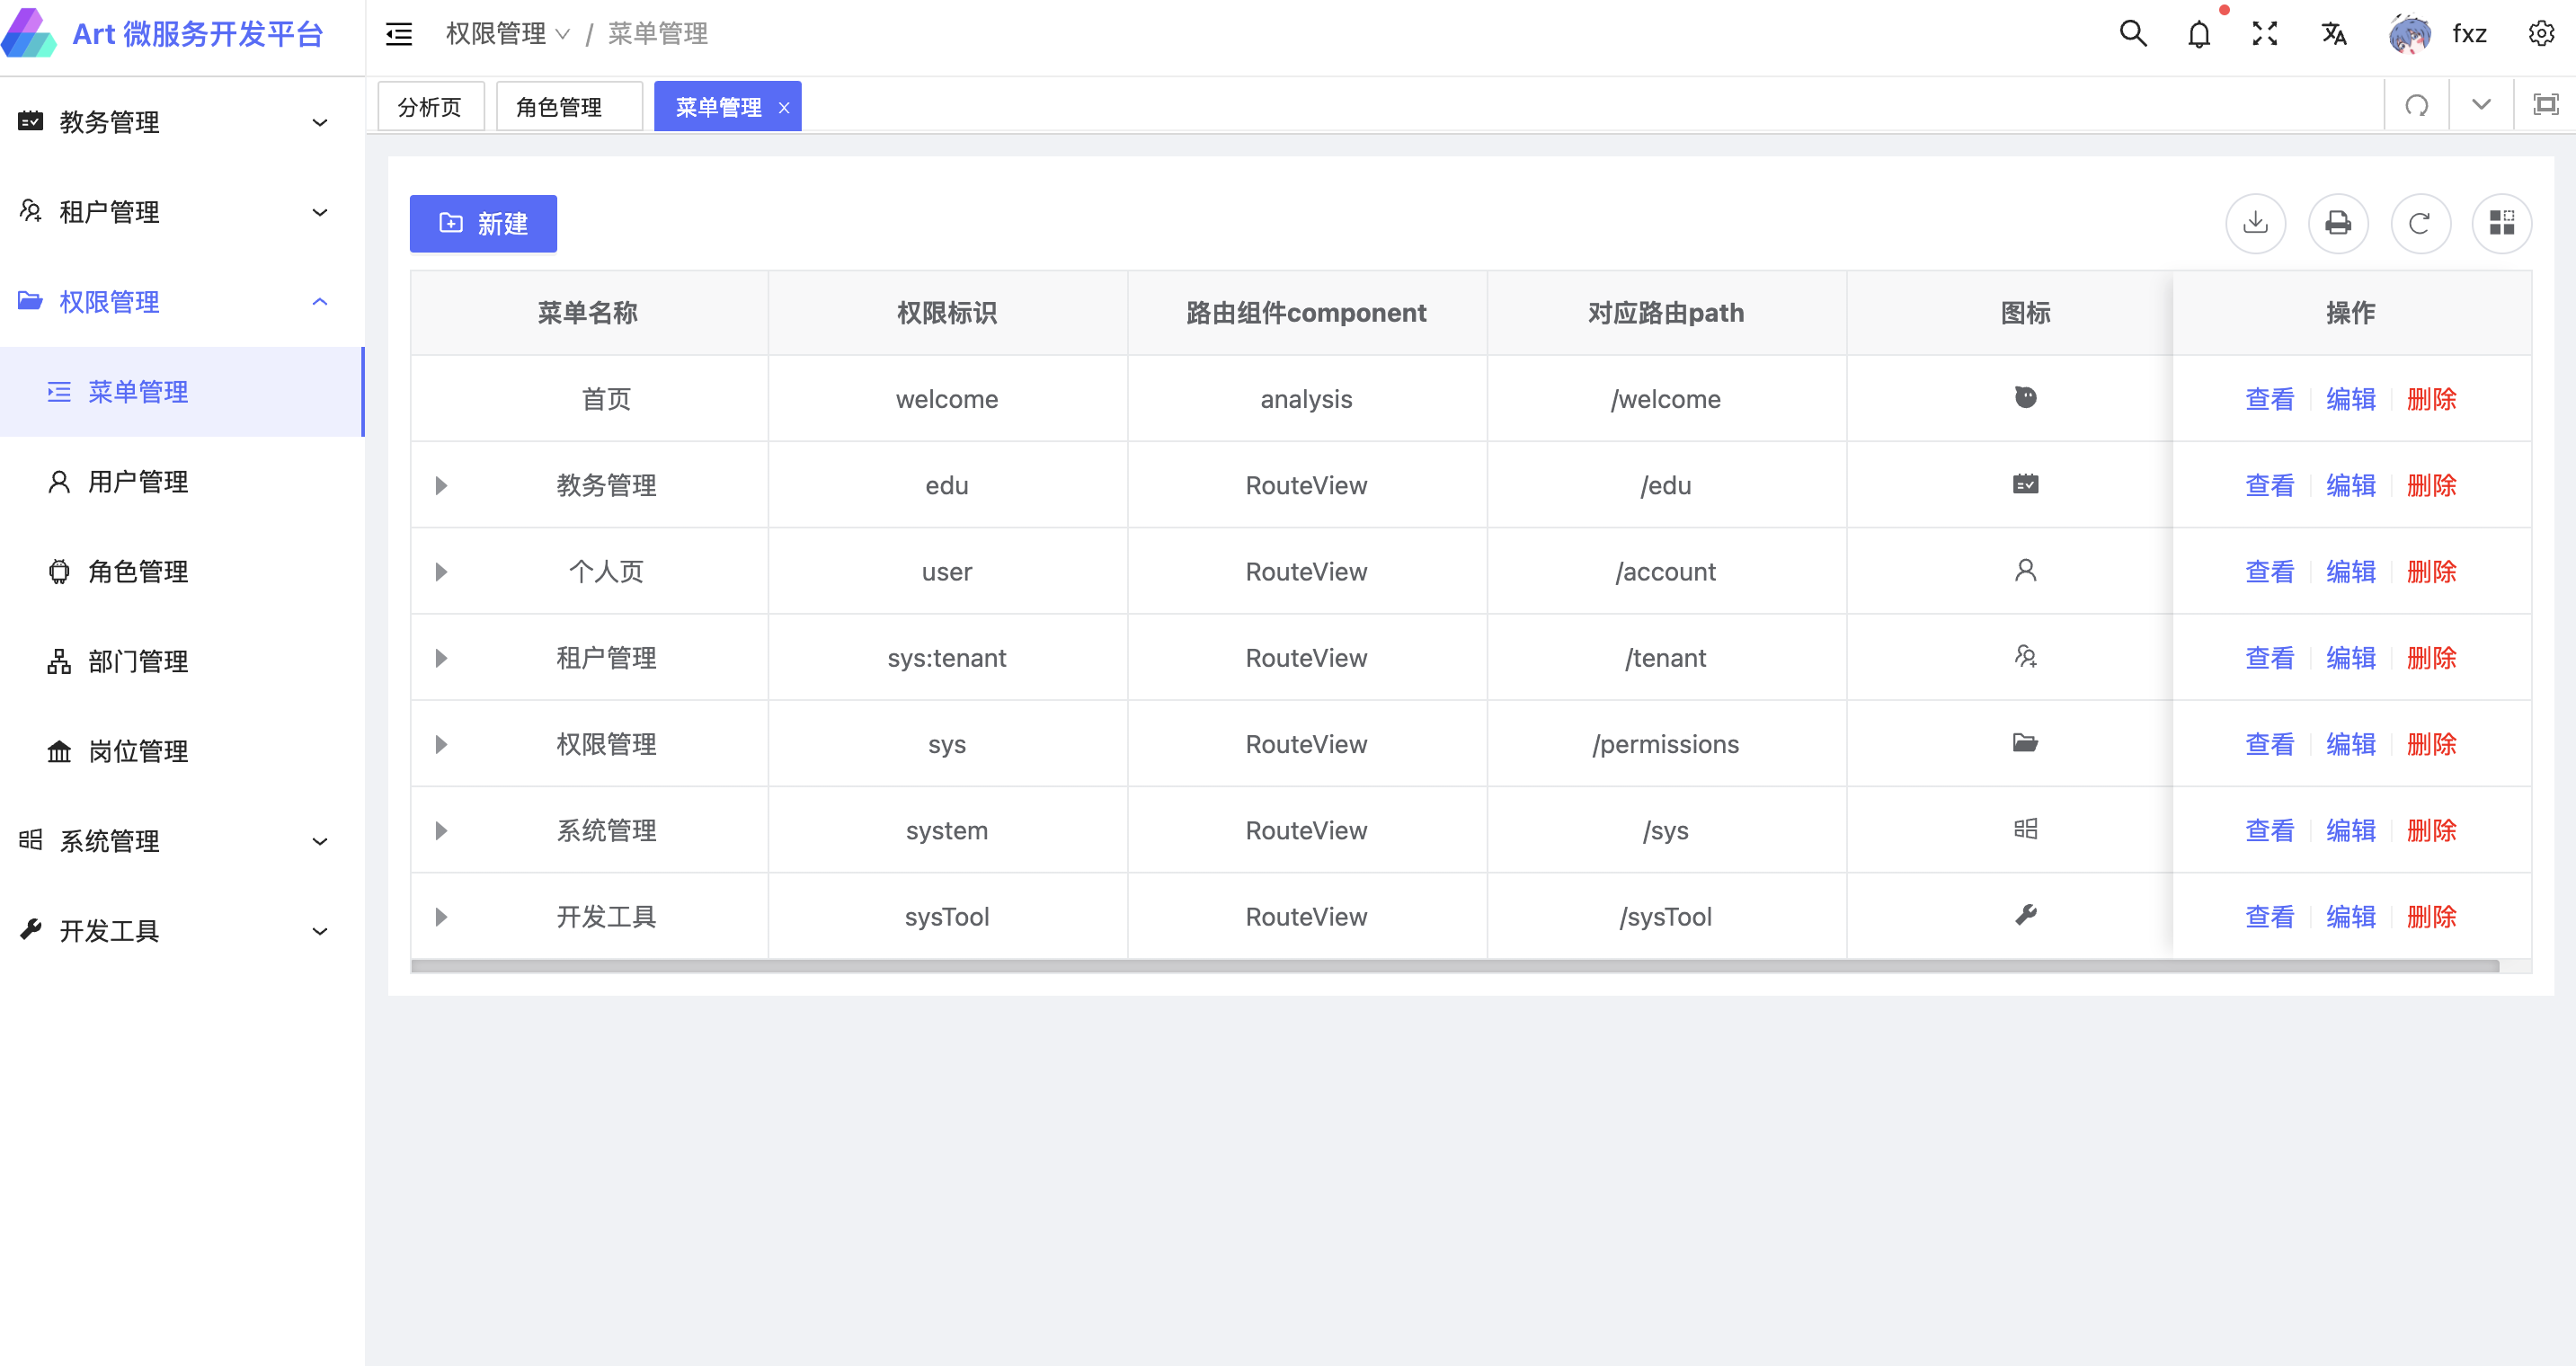 Art 微服务开发平台
权限管理 / 菜单管理
fxz
分析页 角色管理 菜单管理
教务管理
租户管理
权限管理
菜单管理
用户管理
角色管理
部门管理
岗位管理
系统管理
开发工具
新建
菜单名称 权限标识 路由组件component 对应路由path 图标 操作
首页 welcome analysis /welcome 查看 编辑 删除
教务管理 edu RouteView /edu 查看 编辑 删除
个人页 user RouteView /account 查看 编辑 删除
租户管理 sys:tenant RouteView /tenant 查看 编辑 删除
权限管理 sys RouteView /permissions 查看 编辑 删除
系统管理 system RouteView /sys 查看 编辑 删除
开发工具 sysTool RouteView /sysTool 查看 编辑 删除